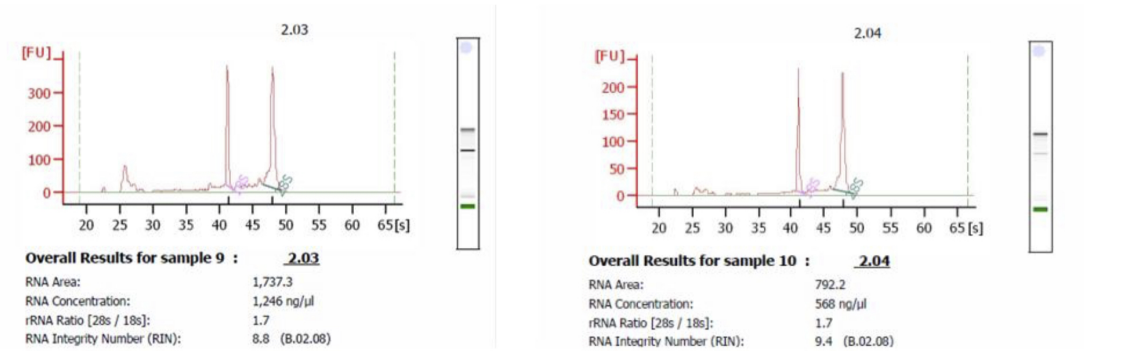 2.03
[FU]
300
200
100
0
18S
28S
20 25 30 35 40 45 50 55 60 65 [s]
Overall Results for sample 9 : 2.03
RNA Area: 1,737.3
RNA Concentration: 1,246 ng/µl
rRNA Ratio [28s / 18s]: 1.7
RNA Integrity Number (RIN): 8.8 (B.02.08)
2.04
[FU]
200
150
100
50
0
18S
28S
20 25 30 35 40 45 50 55 60 65 [s]
Overall Results for sample 10 : 2.04
RNA Area: 792.2
RNA Concentration: 568 ng/µl
rRNA Ratio [28s / 18s]: 1.7
RNA Integrity Number (RIN): 9.4 (B.02.08)